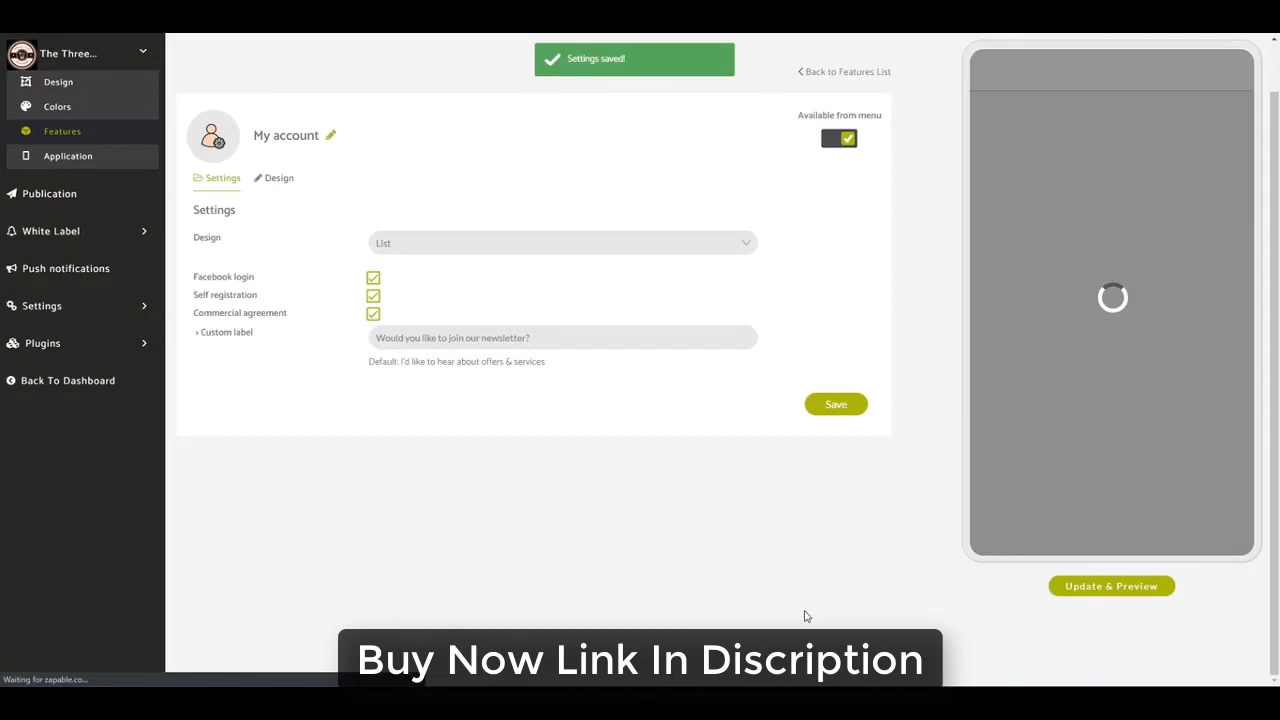 The Three...
Design
Colors
Features
Application
Publication
White Label
Push notifications
Settings
Plugins
Back To Dashboard
Settings saved!
Back to Features List
Available from menu
My account
Settings
Design
Settings
Design
List
Facebook login
Self registration
Commercial agreement
> Custom label
Would you like to join our newsletter?
Default: I'd like to hear about offers & services
Save
Update & Preview
Buy Now Link In Discription
Waiting for zapable.co...